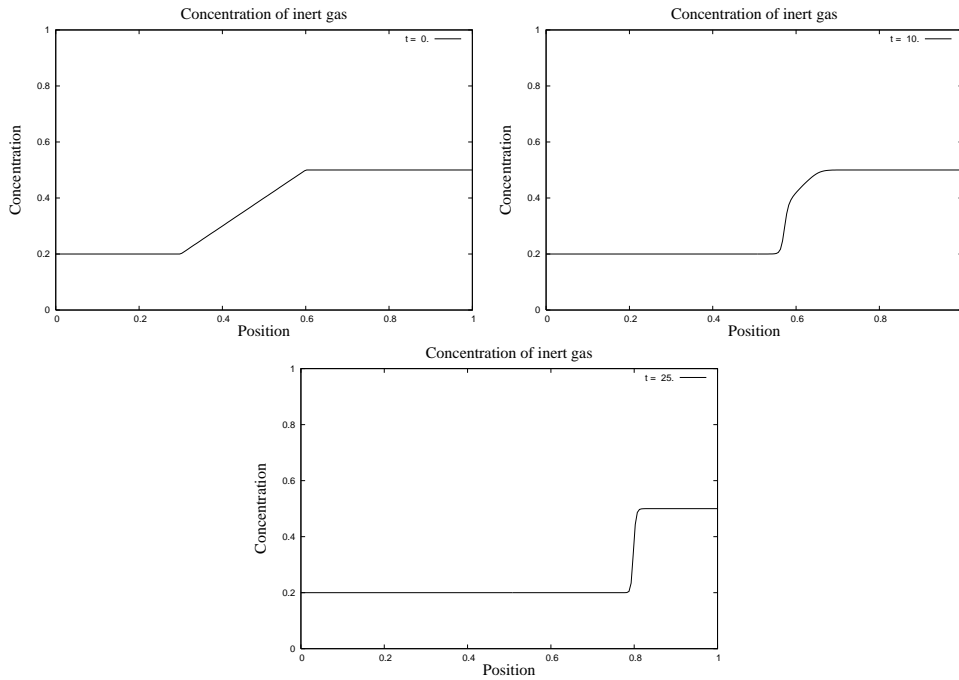 Concentration of inert gas
t = 0.
Concentration
1
0.8
0.6
0.4
0.2
0
0 0.2 0.4 0.6 0.8 1
Position
Concentration of inert gas
t = 10.
Concentration
1
0.8
0.6
0.4
0.2
0
0 0.2 0.4 0.6 0.8
Position
Concentration of inert gas
t = 25.
Concentration
1
0.8
0.6
0.4
0.2
0
0 0.2 0.4 0.6 0.8 1
Position